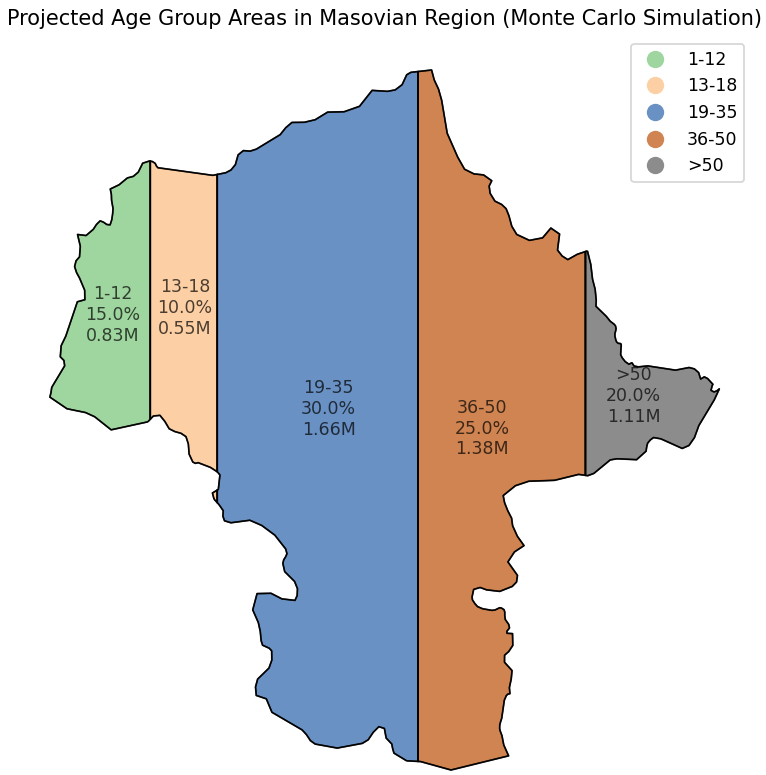 Projected Age Group Areas in Masovian Region (Monte Carlo Simulation)
1-12
13-18
19-35
36-50
>50
1-12
15.0%
0.83M
13-18
10.0%
0.55M
19-35
30.0%
1.66M
36-50
25.0%
1.38M
>50
20.0%
1.11M